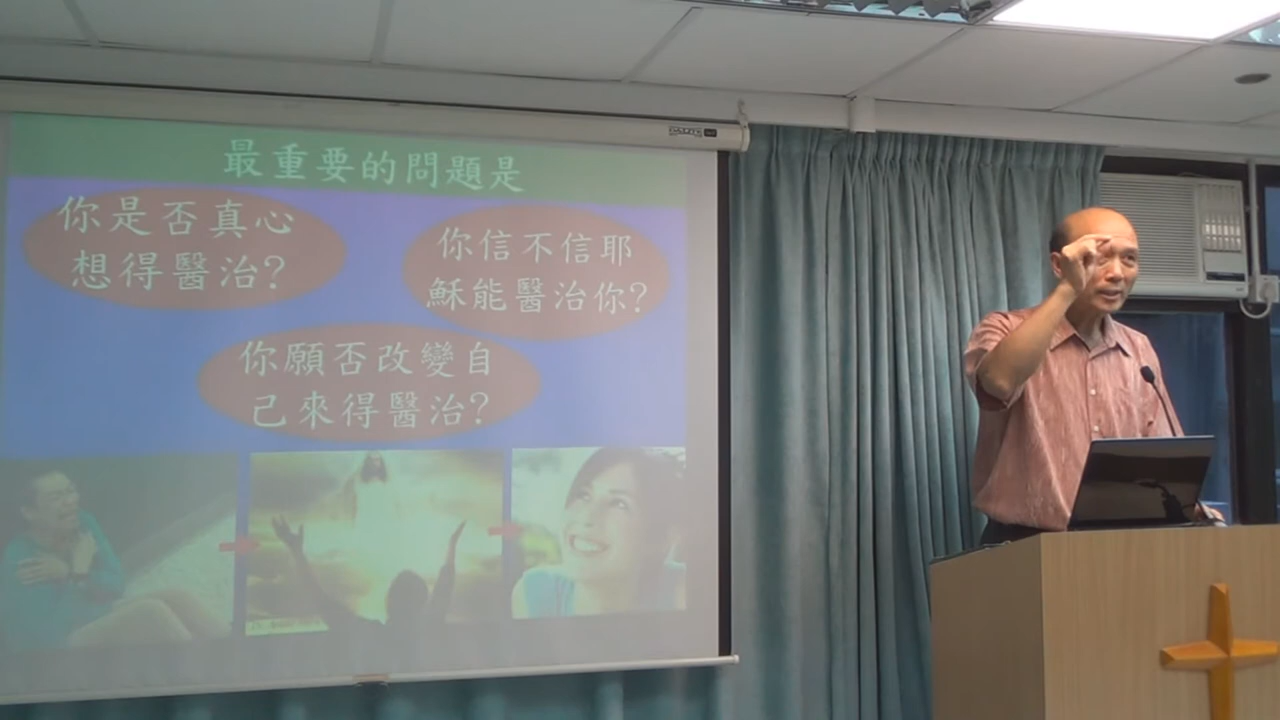 最重要的問題是
你是否真心
想得醫治?
你信不信耶
穌能醫治你?
你願否改變自
己來得醫治?